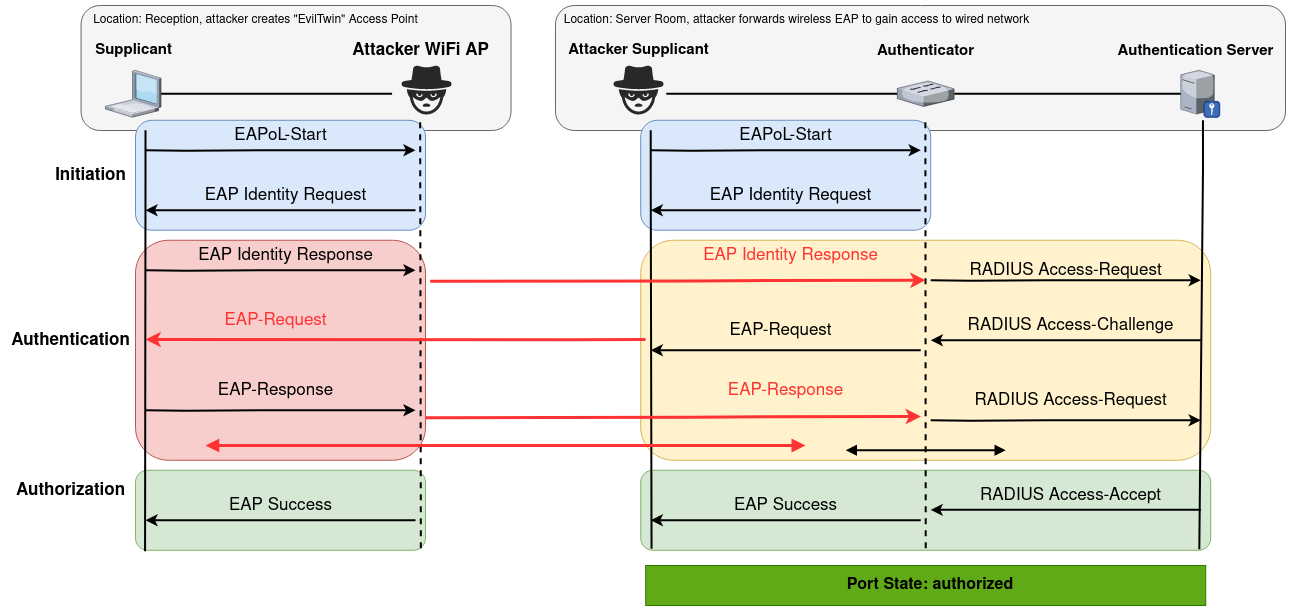 Location: Reception, attacker creates "EvilTwin" Access Point
Location: Server Room, attacker forwards wireless EAP to gain access to wired network
Supplicant
Attacker WiFi AP
Attacker Supplicant
Authenticator
Authentication Server
EAPoL-Start
EAPoL-Start
Initiation
EAP Identity Request
EAP Identity Request
EAP Identity Response
EAP Identity Response
RADIUS Access-Request
EAP-Request
EAP-Request
RADIUS Access-Challenge
Authentication
EAP-Response
EAP-Response
RADIUS Access-Request
Authorization
EAP Success
EAP Success
RADIUS Access-Accept
Port State: authorized